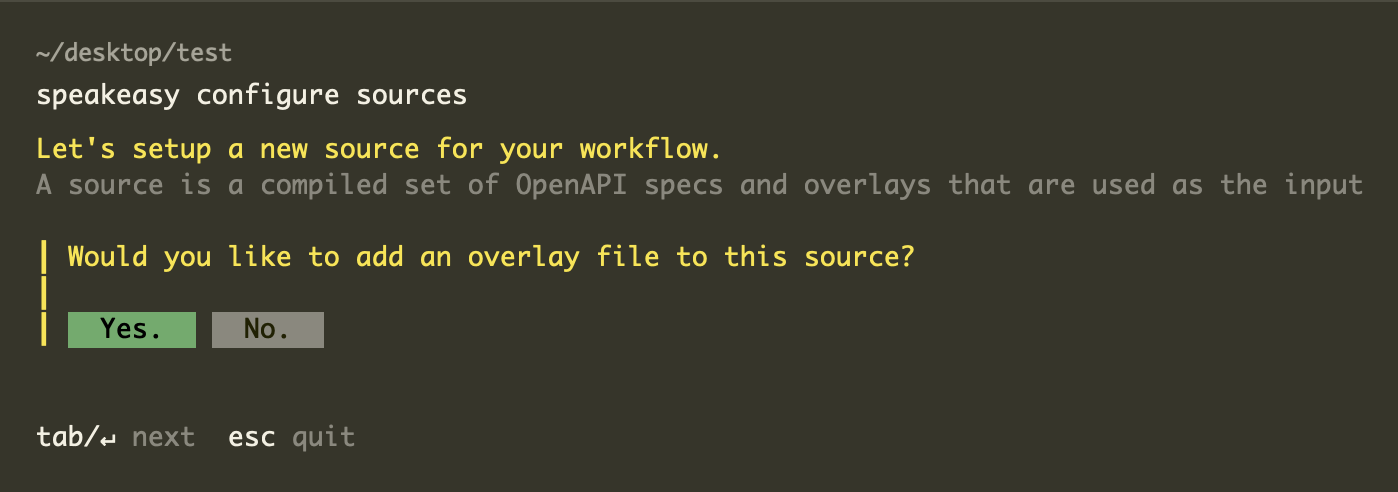 ~/desktop/test
speakeasy configure sources
Let's setup a new source for your workflow.
A source is a compiled set of OpenAPI specs and overlays that are used as the input
Would you like to add an overlay file to this source?
Yes. No.
tab/↵ next esc quit